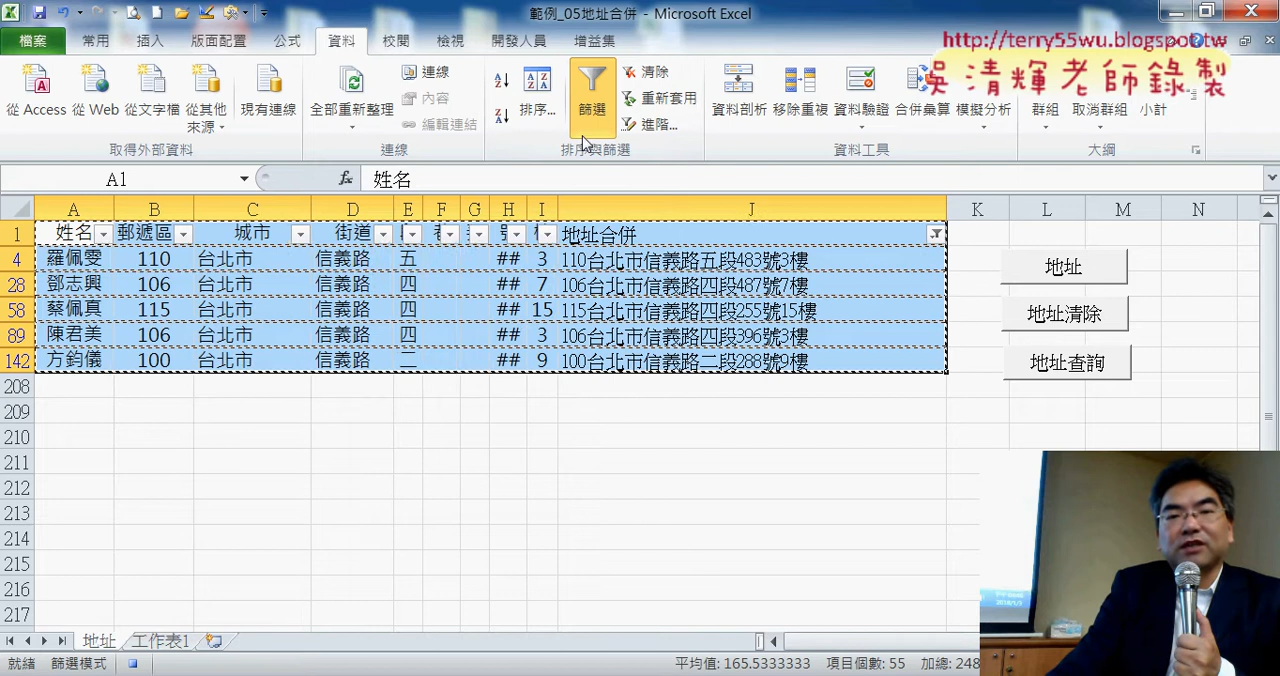 範例_05地址合併 - Microsoft Excel
http://terry55wu.blogspot.tw
吳清輝老師錄製
檔案 常用 插入 版面配置 公式 資料 校閱 檢視 開發人員 增益集
從 Access 從 Web 從文字檔 從其他來源 現有連線 全部重新整理 連線 內容 編輯連結 排序... 篩選 清除 重新套用 進階... 資料剖析 移除重複 資料驗證 合併彙算 模擬分析 群組 取消群組 小計
取得外部資料 連線 排序與篩選 資料工具 大綱
A1 fx 姓名
A B C D E F G H I J K L M N
1 姓名 郵遞區 城市 街道 地址合併
4 羅佩雯 110 台北市 信義路 五 ## 3 110台北市信義路五段483號3樓
28 鄧志興 106 台北市 信義路 四 ## 7 106台北市信義路四段487號7樓
58 蔡佩真 115 台北市 信義路 四 ## 15 115台北市信義路四段255號15樓
89 陳君美 106 台北市 信義路 四 ## 3 106台北市信義路四段396號3樓
142 方鈞儀 100 台北市 信義路 二 ## 9 100台北市信義路二段288號9樓
地址
地址清除
地址查詢
208
209
210
211
212
213
214
215
216
217
地址 工作表1
就緒 篩選模式 平均值: 165.5333333 項目個數: 55 加總: 248